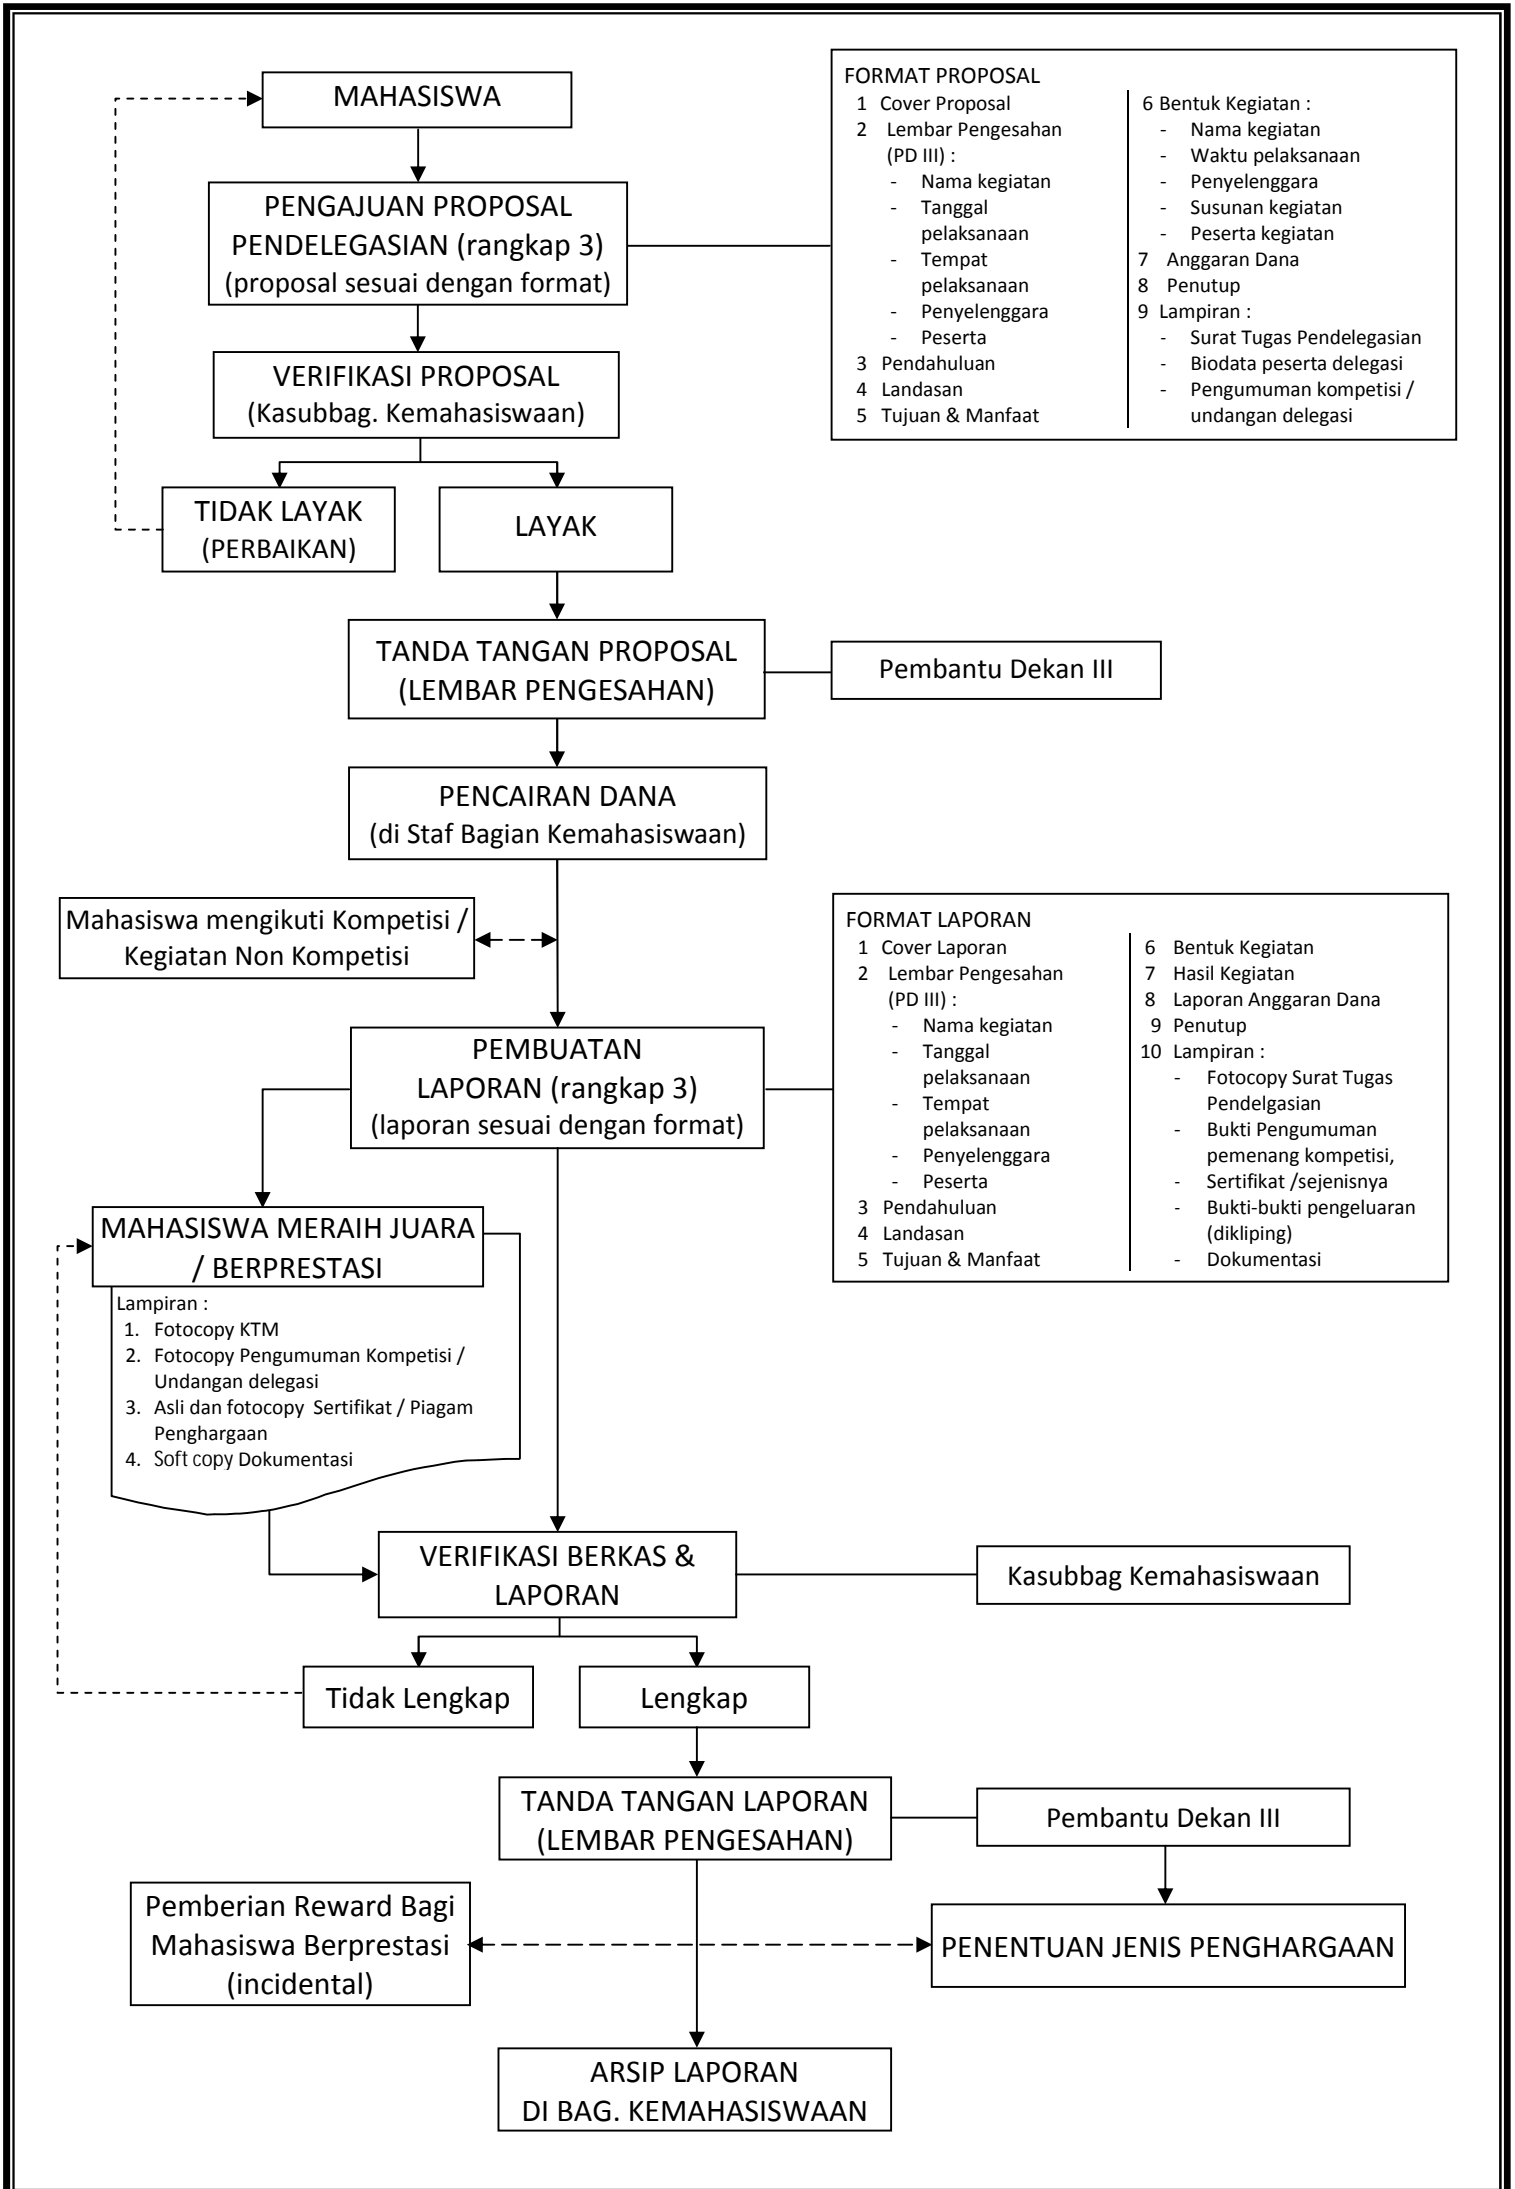 MAHASISWA
PENGAJUAN PROPOSAL
PENDELEGASIAN (rangkap 3)
(proposal sesuai dengan format)
FORMAT PROPOSAL
1 Cover Proposal
2 Lembar Pengesahan
(PD III) :
- Nama kegiatan
- Tanggal
pelaksanaan
- Tempat
pelaksanaan
- Penyelenggara
- Peserta
3 Pendahuluan
4 Landasan
5 Tujuan & Manfaat
6 Bentuk Kegiatan :
- Nama kegiatan
- Waktu pelaksanaan
- Penyelenggara
- Susunan kegiatan
- Peserta kegiatan
7 Anggaran Dana
8 Penutup
9 Lampiran :
- Surat Tugas Pendelegasian
- Biodata peserta delegasi
- Pengumuman kompetisi /
undangan delegasi
VERIFIKASI PROPOSAL
(Kasubbag. Kemahasiswaan)
TIDAK LAYAK
(PERBAIKAN)
LAYAK
TANDA TANGAN PROPOSAL
(LEMBAR PENGESAHAN)
Pembantu Dekan III
PENCAIRAN DANA
(di Staf Bagian Kemahasiswaan)
Mahasiswa mengikuti Kompetisi /
Kegiatan Non Kompetisi
PEMBUATAN
LAPORAN (rangkap 3)
(laporan sesuai dengan format)
FORMAT LAPORAN
1 Cover Laporan
2 Lembar Pengesahan
(PD III) :
- Nama kegiatan
- Tanggal
pelaksanaan
- Tempat
pelaksanaan
- Penyelenggara
- Peserta
3 Pendahuluan
4 Landasan
5 Tujuan & Manfaat
6 Bentuk Kegiatan
7 Hasil Kegiatan
8 Laporan Anggaran Dana
9 Penutup
10 Lampiran :
- Fotocopy Surat Tugas
Pendelgasian
- Bukti Pengumuman
pemenang kompetisi,
- Sertifikat /sejenisnya
- Bukti-bukti pengeluaran
(dikliping)
- Dokumentasi
MAHASISWA MERAIH JUARA
/ BERPRESTASI
Lampiran :
1. Fotocopy KTM
2. Fotocopy Pengumuman Kompetisi /
Undangan delegasi
3. Asli dan fotocopy Sertifikat / Piagam
Penghargaan
4. Soft copy Dokumentasi
VERIFIKASI BERKAS &
LAPORAN
Kasubbag Kemahasiswaan
Tidak Lengkap
Lengkap
TANDA TANGAN LAPORAN
(LEMBAR PENGESAHAN)
Pembantu Dekan III
Pemberian Reward Bagi
Mahasiswa Berprestasi
(incidental)
PENENTUAN JENIS PENGHARGAAN
ARSIP LAPORAN
DI BAG. KEMAHASISWAAN